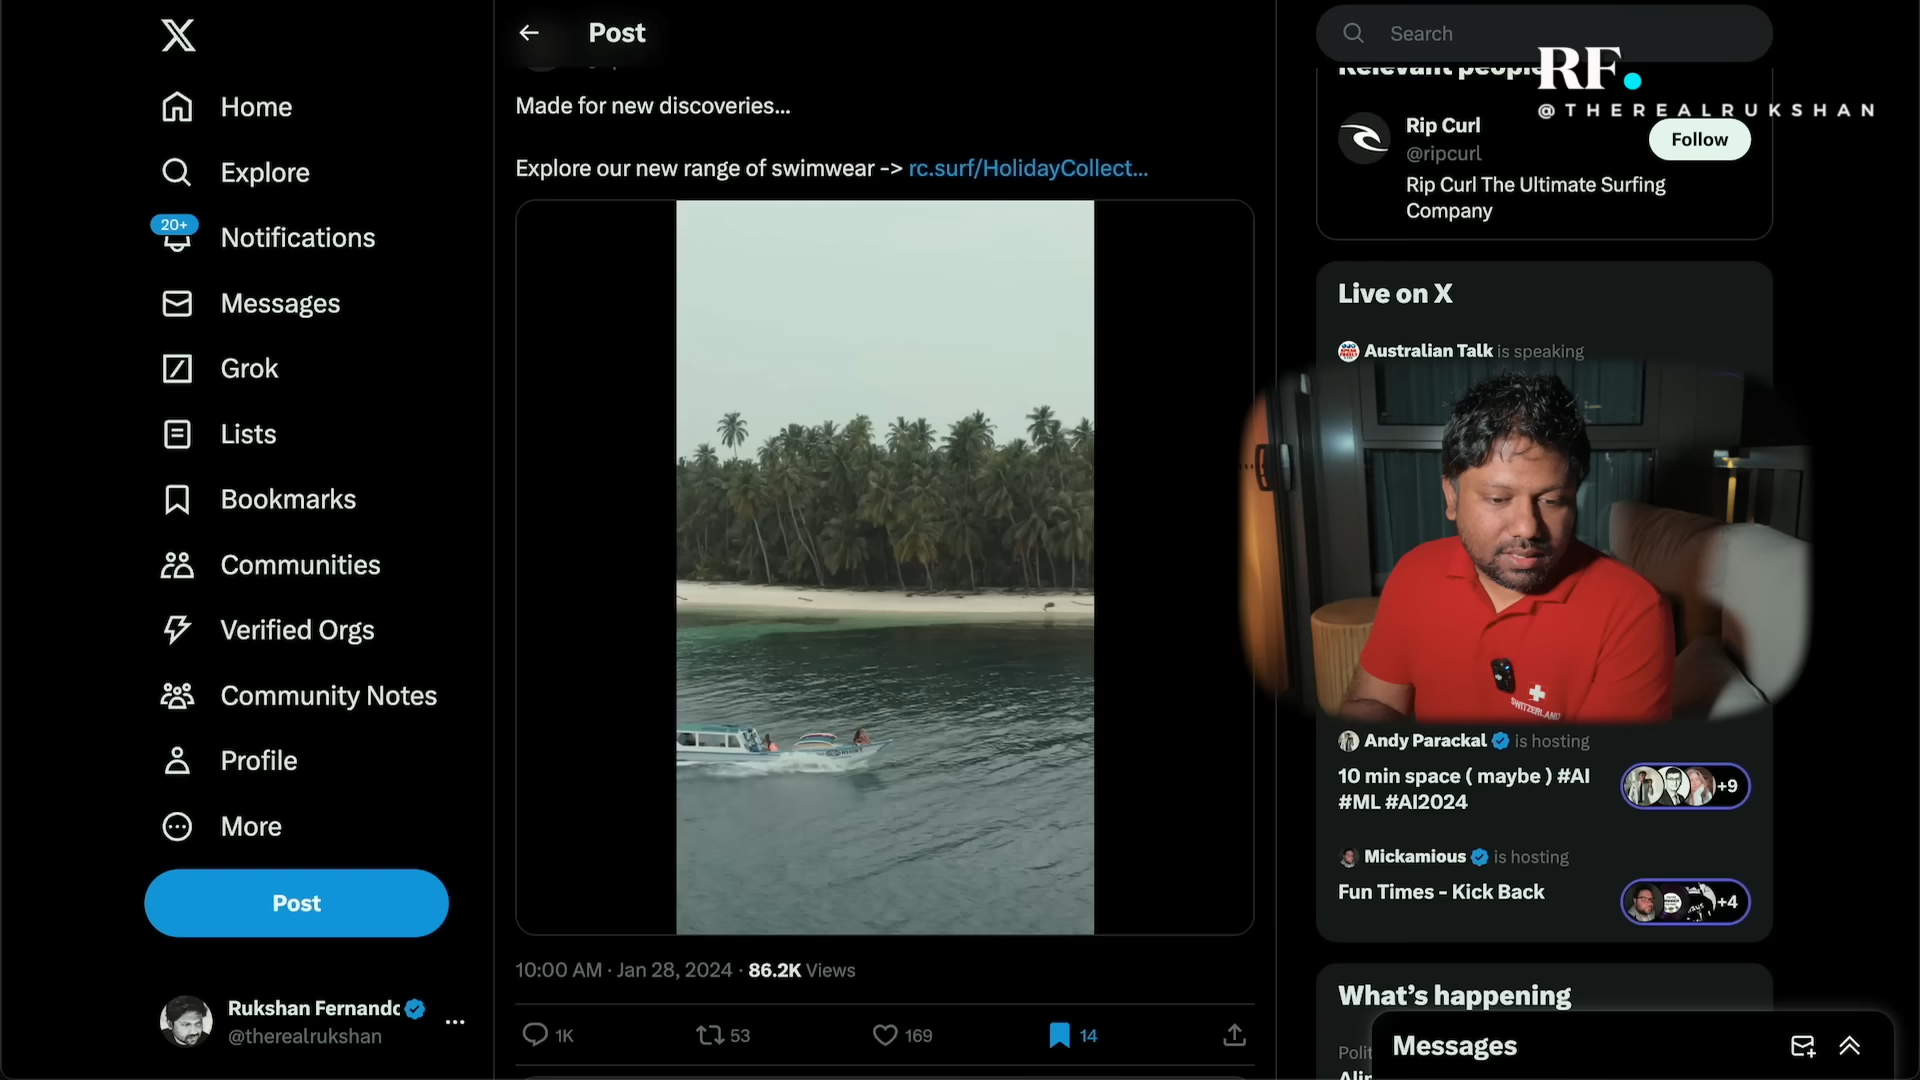 Home
Explore
20+
Notifications
Messages
Grok
Lists
Bookmarks
Communities
Verified Orgs
Community Notes
Profile
More
Post
Rukshan Fernando
@therealrukshan
Post
Made for new discoveries...
Explore our new range of swimwear -> rc.surf/HolidayCollect...
10:00 AM · Jan 28, 2024 · 86.2K Views
1K
53
169
14
Search
RF.
@THEREALRUKSHAN
Relevant people
Rip Curl
@ripcurl
Follow
Rip Curl The Ultimate Surfing
Company
Live on X
Australian Talk is speaking
SWITZERLAND
Andy Parackal is hosting
10 min space ( maybe ) #AI
#ML #AI2024
+9
Mickamious is hosting
Fun Times - Kick Back
+4
What's happening
Messages